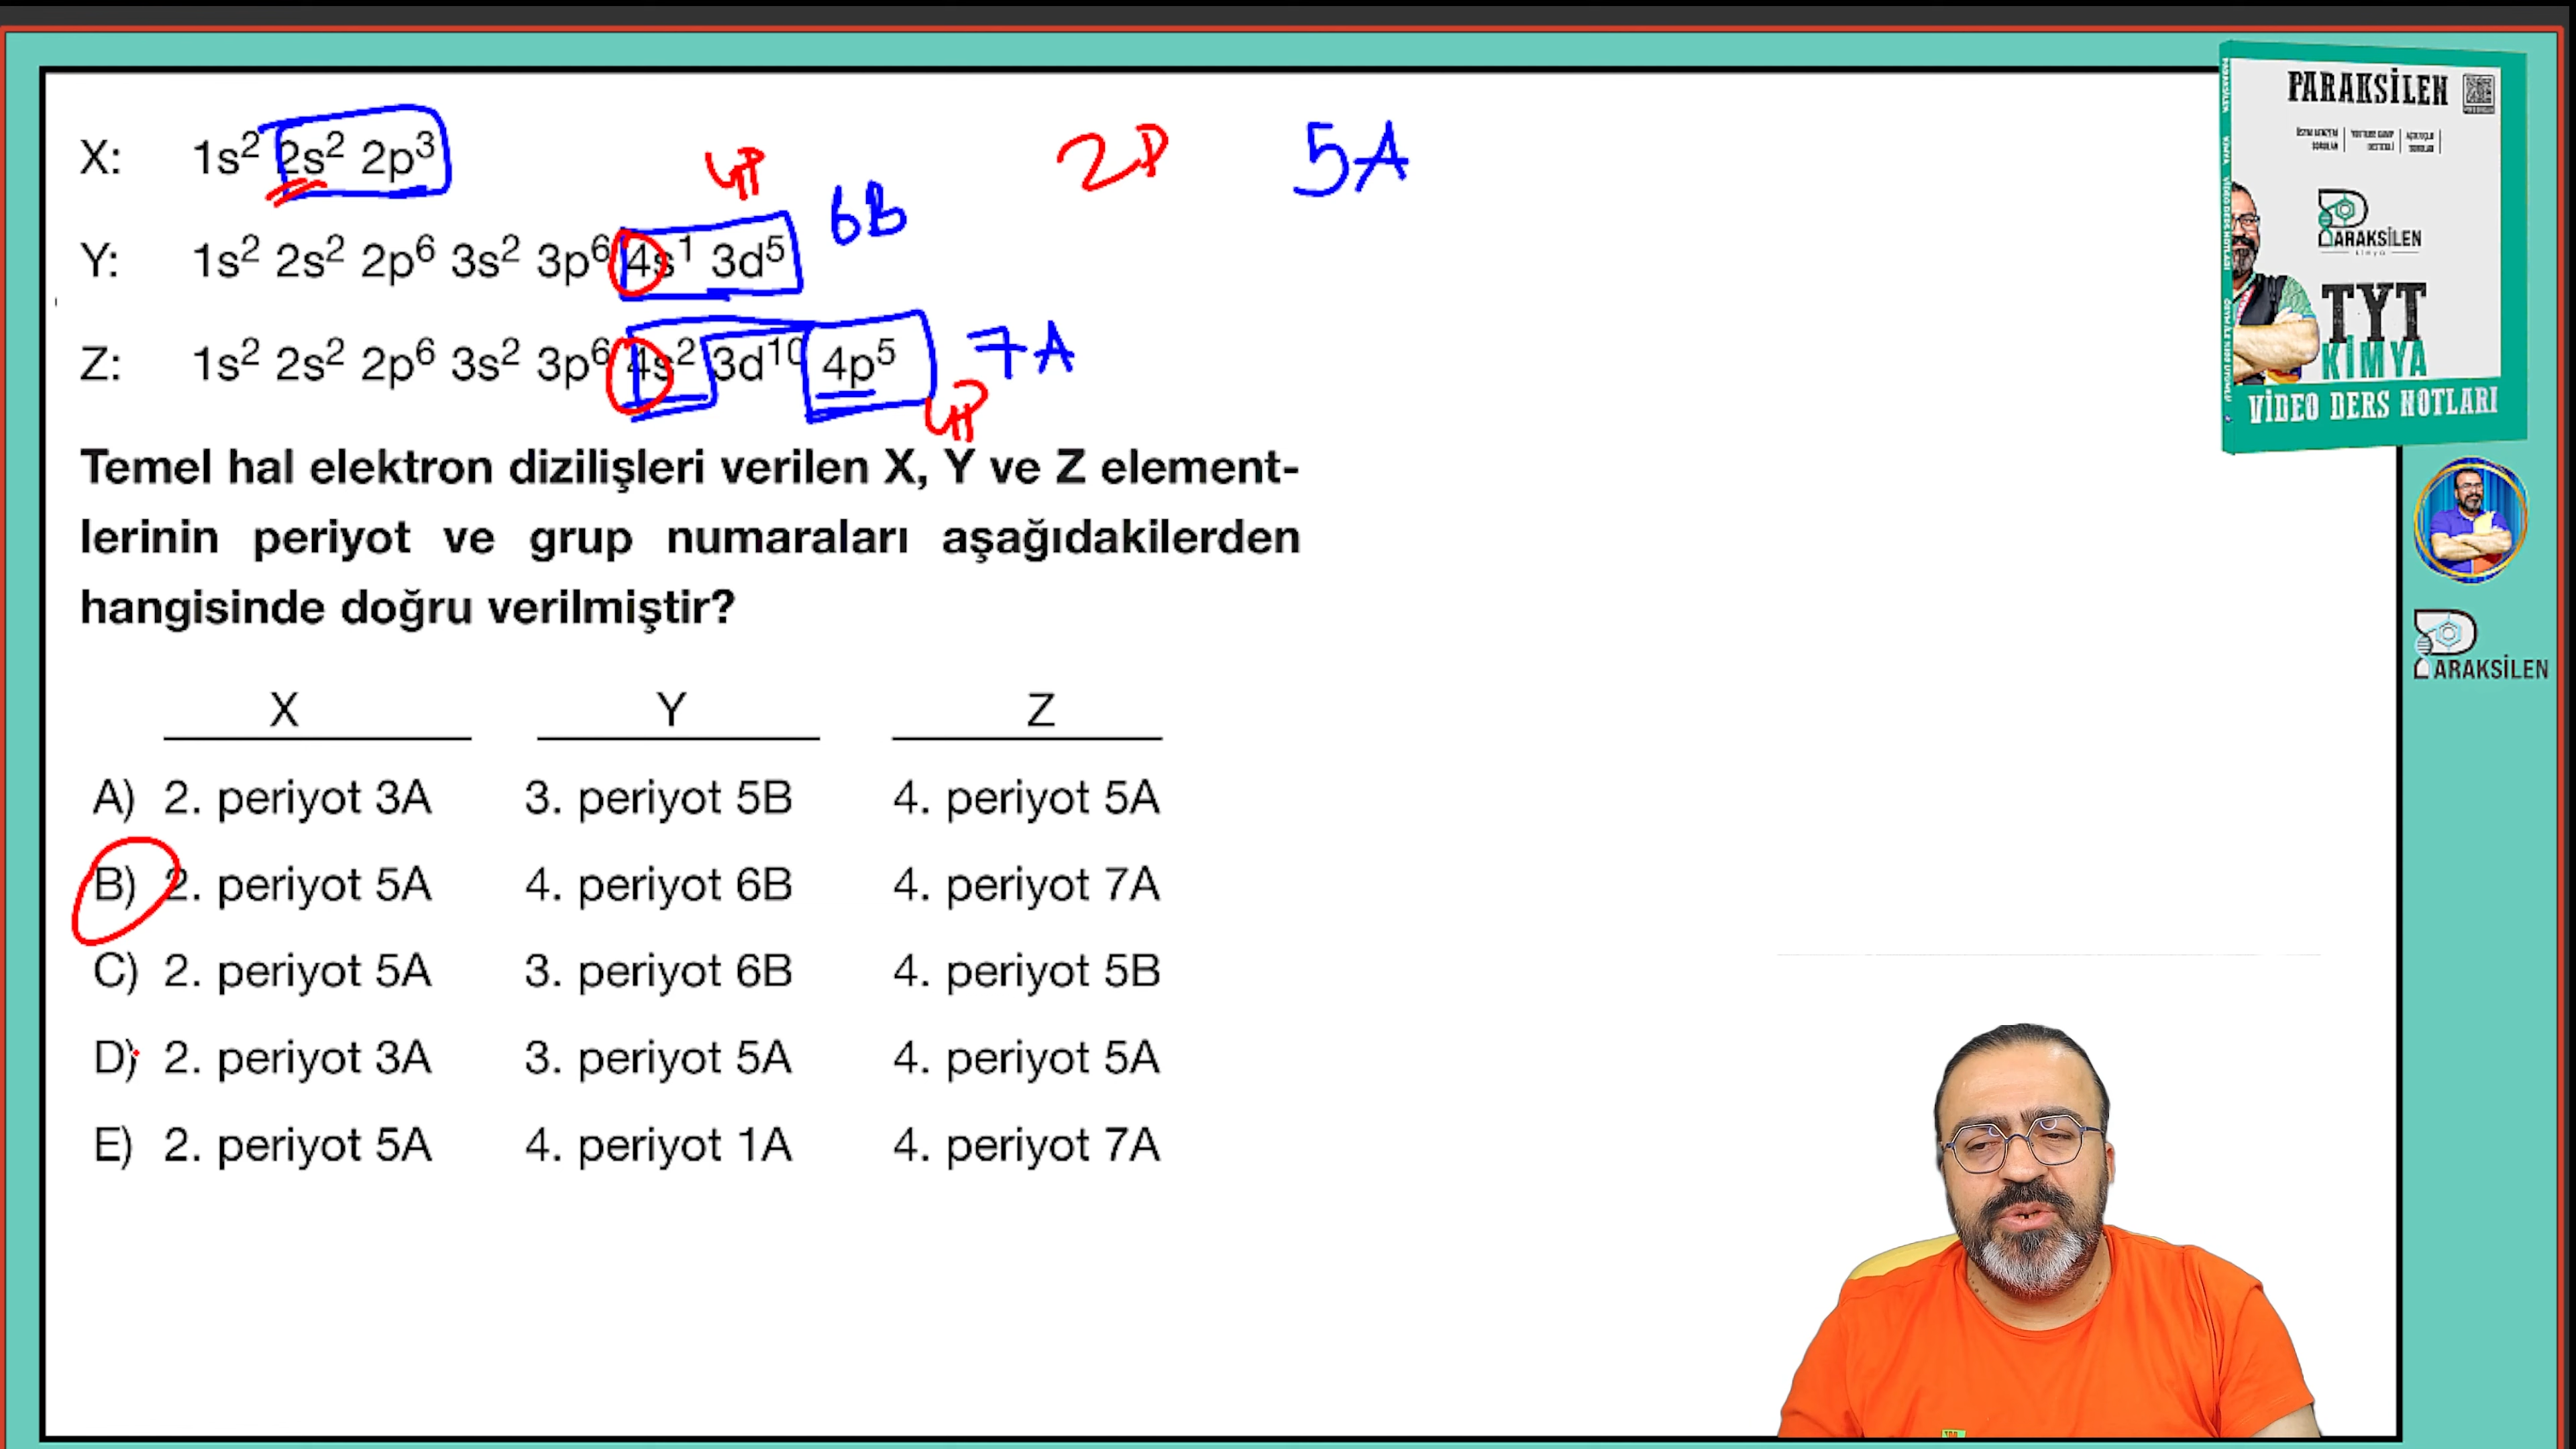 X: 1s² 2s² 2p³
2P 5A
4P
6B
Y: 1s² 2s² 2p⁶ 3s² 3p⁶ 4s¹ 3d⁵
Z: 1s² 2s² 2p⁶ 3s² 3p⁶ 4s² 3d¹⁰ 4p⁵
7A
4P
Temel hal elektron dizilişleri verilen X, Y ve Z element-
lerinin periyot ve grup numaraları aşağıdakilerden
hangisinde doğru verilmiştir?
X Y Z
A) 2. periyot 3A 3. periyot 5B 4. periyot 5A
B) 2. periyot 5A 4. periyot 6B 4. periyot 7A
C) 2. periyot 5A 3. periyot 6B 4. periyot 5B
D) 2. periyot 3A 3. periyot 5A 4. periyot 5A
E) 2. periyot 5A 4. periyot 1A 4. periyot 7A
PARAKSİLEN
PARAKSİLEN
kimya
TYT
KİMYA
VİDEO DERS NOTLARI
PARAKSİLEN